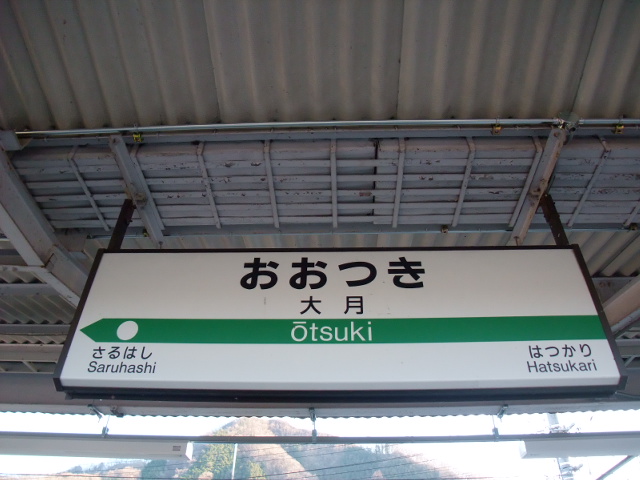 おおつき
大月
Ōtsuki
さるはし
Saruhashi
はつかり
Hatsukari